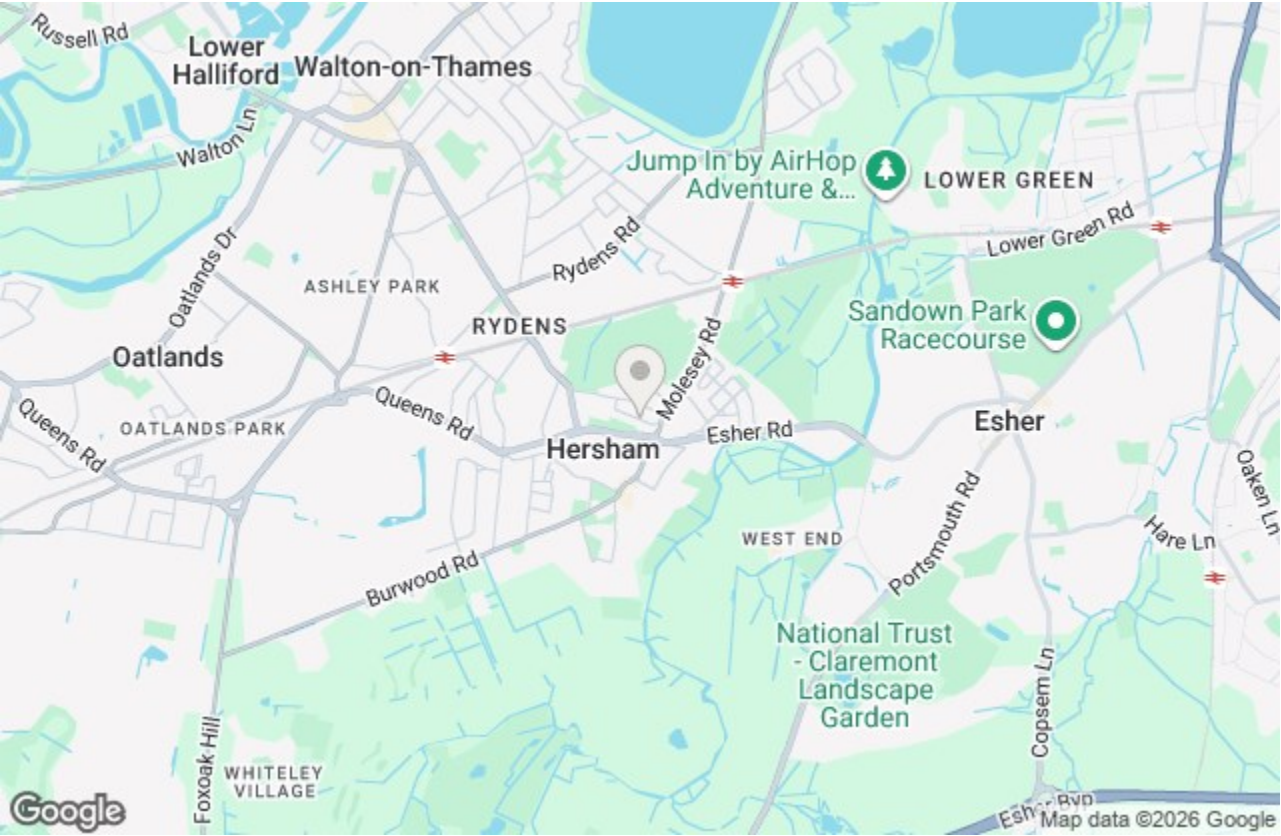 Russell Rd
Lower
Halliford
Walton-on-Thames
Walton Ln
Jump In by AirHop
Adventure &...
LOWER GREEN
Lower Green Rd
Oatlands Dr
Rydens Rd
ASHLEY PARK
RYDENS
Sandown Park
Racecourse
Oatlands
Molesey Rd
Queens Rd
Queens Rd
OATLANDS PARK
Hersham
Esher Rd
Esher
Oaken Ln
Portsmouth Rd
WEST END
Hare Ln
Burwood Rd
National Trust
- Claremont
Landscape
Garden
Copsem Ln
Foxoak Hill
WHITELEY
VILLAGE
Google
Esher Byp
Map data ©2026 Google